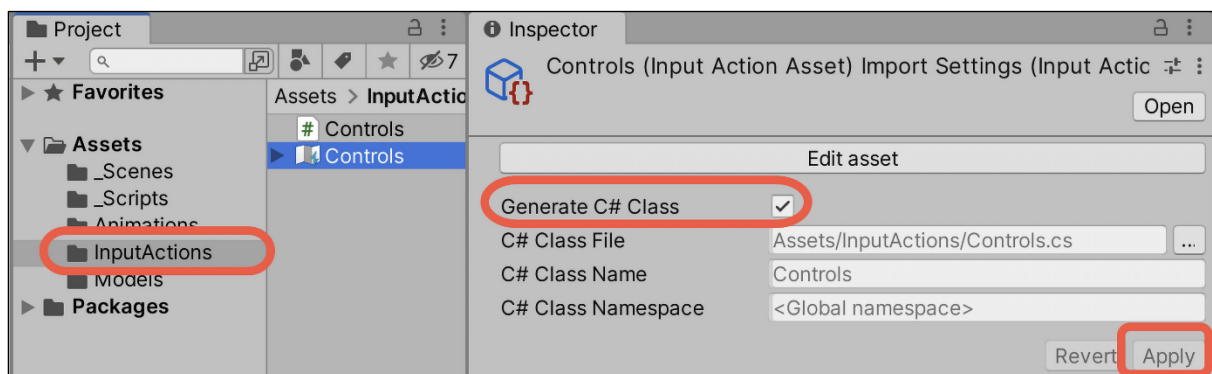 Project
7
Favorites
Assets
_Scenes
_Scripts
Animations
InputActions
Models
Packages
Assets > InputActio
# Controls
Controls
Inspector
Controls (Input Action Asset) Import Settings (Input Actic
Open
Edit asset
Generate C# Class
C# Class File Assets/InputActions/Controls.cs ...
C# Class Name Controls
C# Class Namespace <Global namespace>
Revert Apply